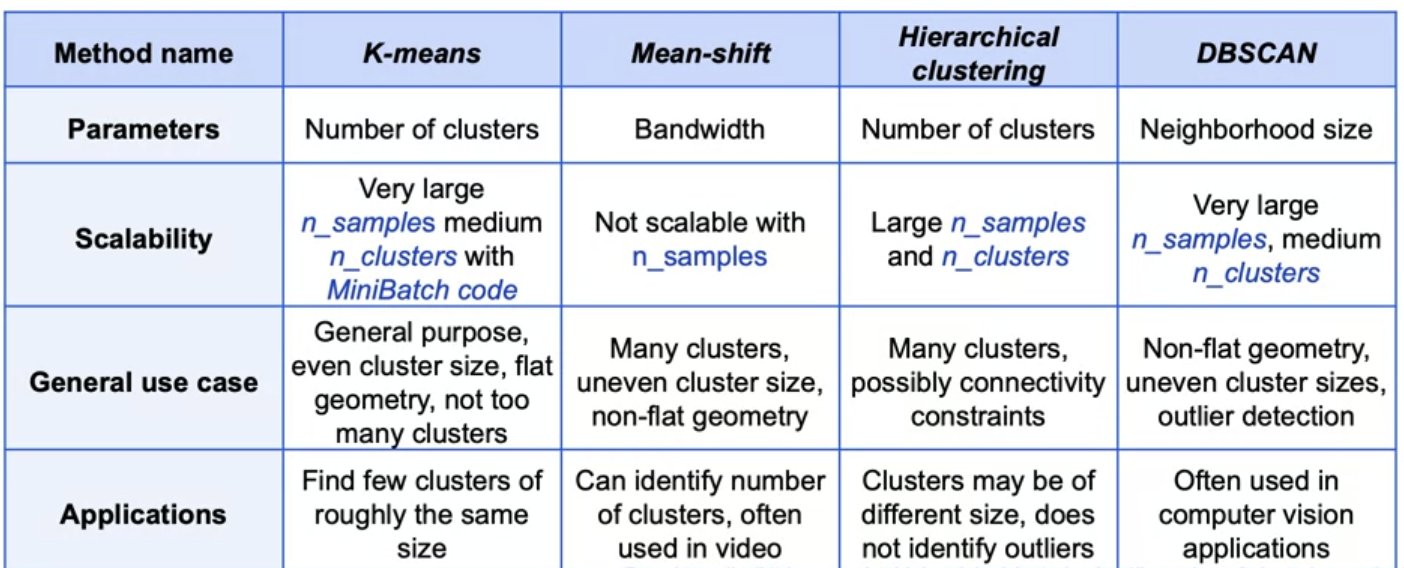 Method name
K-means
Mean-shift
Hierarchical
clustering
DBSCAN
Parameters
Number of clusters
Bandwidth
Number of clusters
Neighborhood size
Scalability
Very large
n_samples medium
n_clusters with
MiniBatch code
Not scalable with
n_samples
Large n_samples
and n_clusters
Very large
n_samples, medium
n_clusters
General use case
General purpose,
even cluster size, flat
geometry, not too
many clusters
Many clusters,
uneven cluster size,
non-flat geometry
Many clusters,
possibly connectivity
constraints
Non-flat geometry,
uneven cluster sizes,
outlier detection
Applications
Find few clusters of
roughly the same
size
Can identify number
of clusters, often
used in video
Clusters may be of
different size, does
not identify outliers
Often used in
computer vision
applications